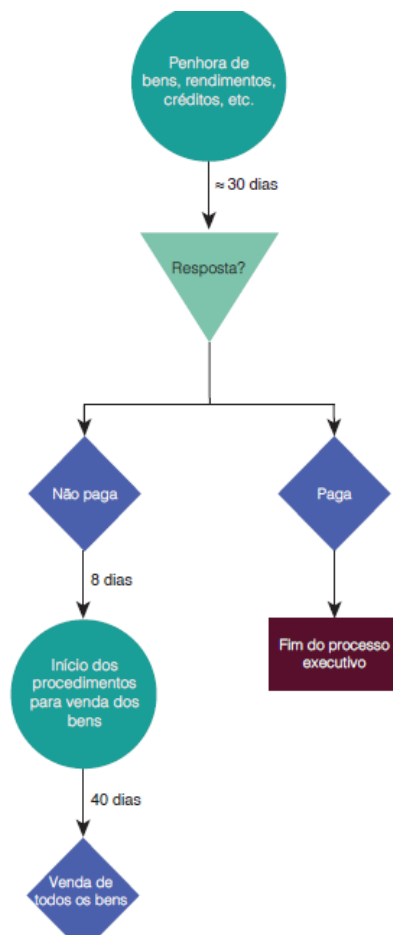 Penhora de
bens, rendimentos,
créditos, etc.
≈ 30 dias
Resposta?
Não paga
Paga
8 dias
Fim do processo
executivo
Início dos
procedimentos
para venda dos
bens
40 dias
Venda de
todos os bens